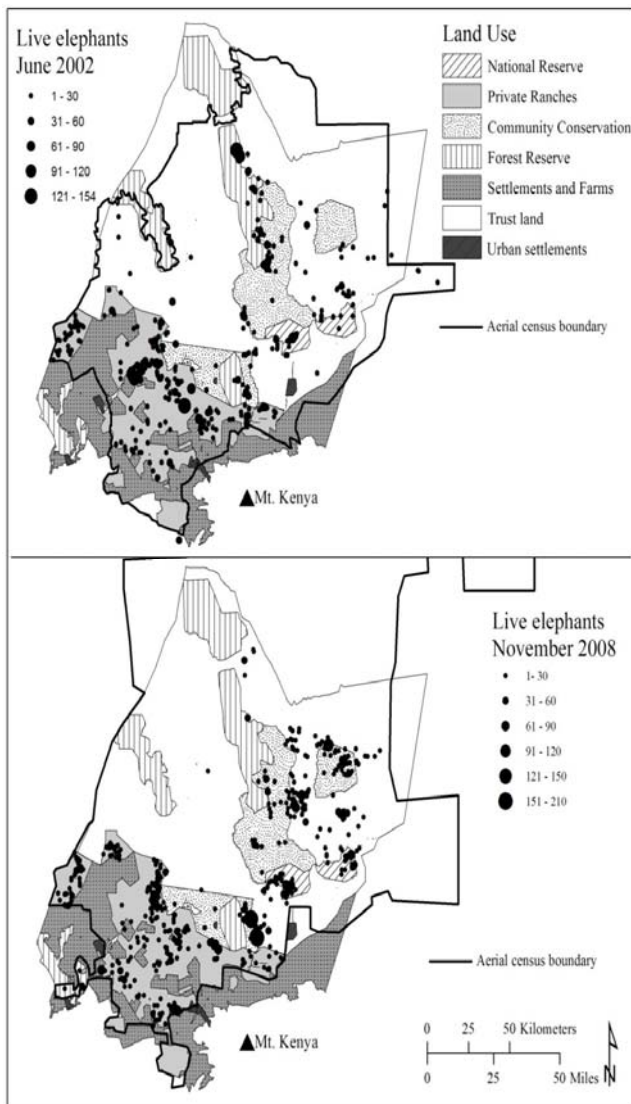 Live elephants
June 2002
1 - 30
31 - 60
61 - 90
91 - 120
121 - 154
Land Use
National Reserve
Private Ranches
Community Conservation
Forest Reserve
Settlements and Farms
Trust land
Urban settlements
Aerial census boundary
Mt. Kenya
Live elephants
November 2008
1 - 30
31 - 60
61 - 90
91 - 120
121 - 150
151 - 210
Aerial census boundary
Mt. Kenya
0 25 50 Kilometers
0 25 50 Miles
N